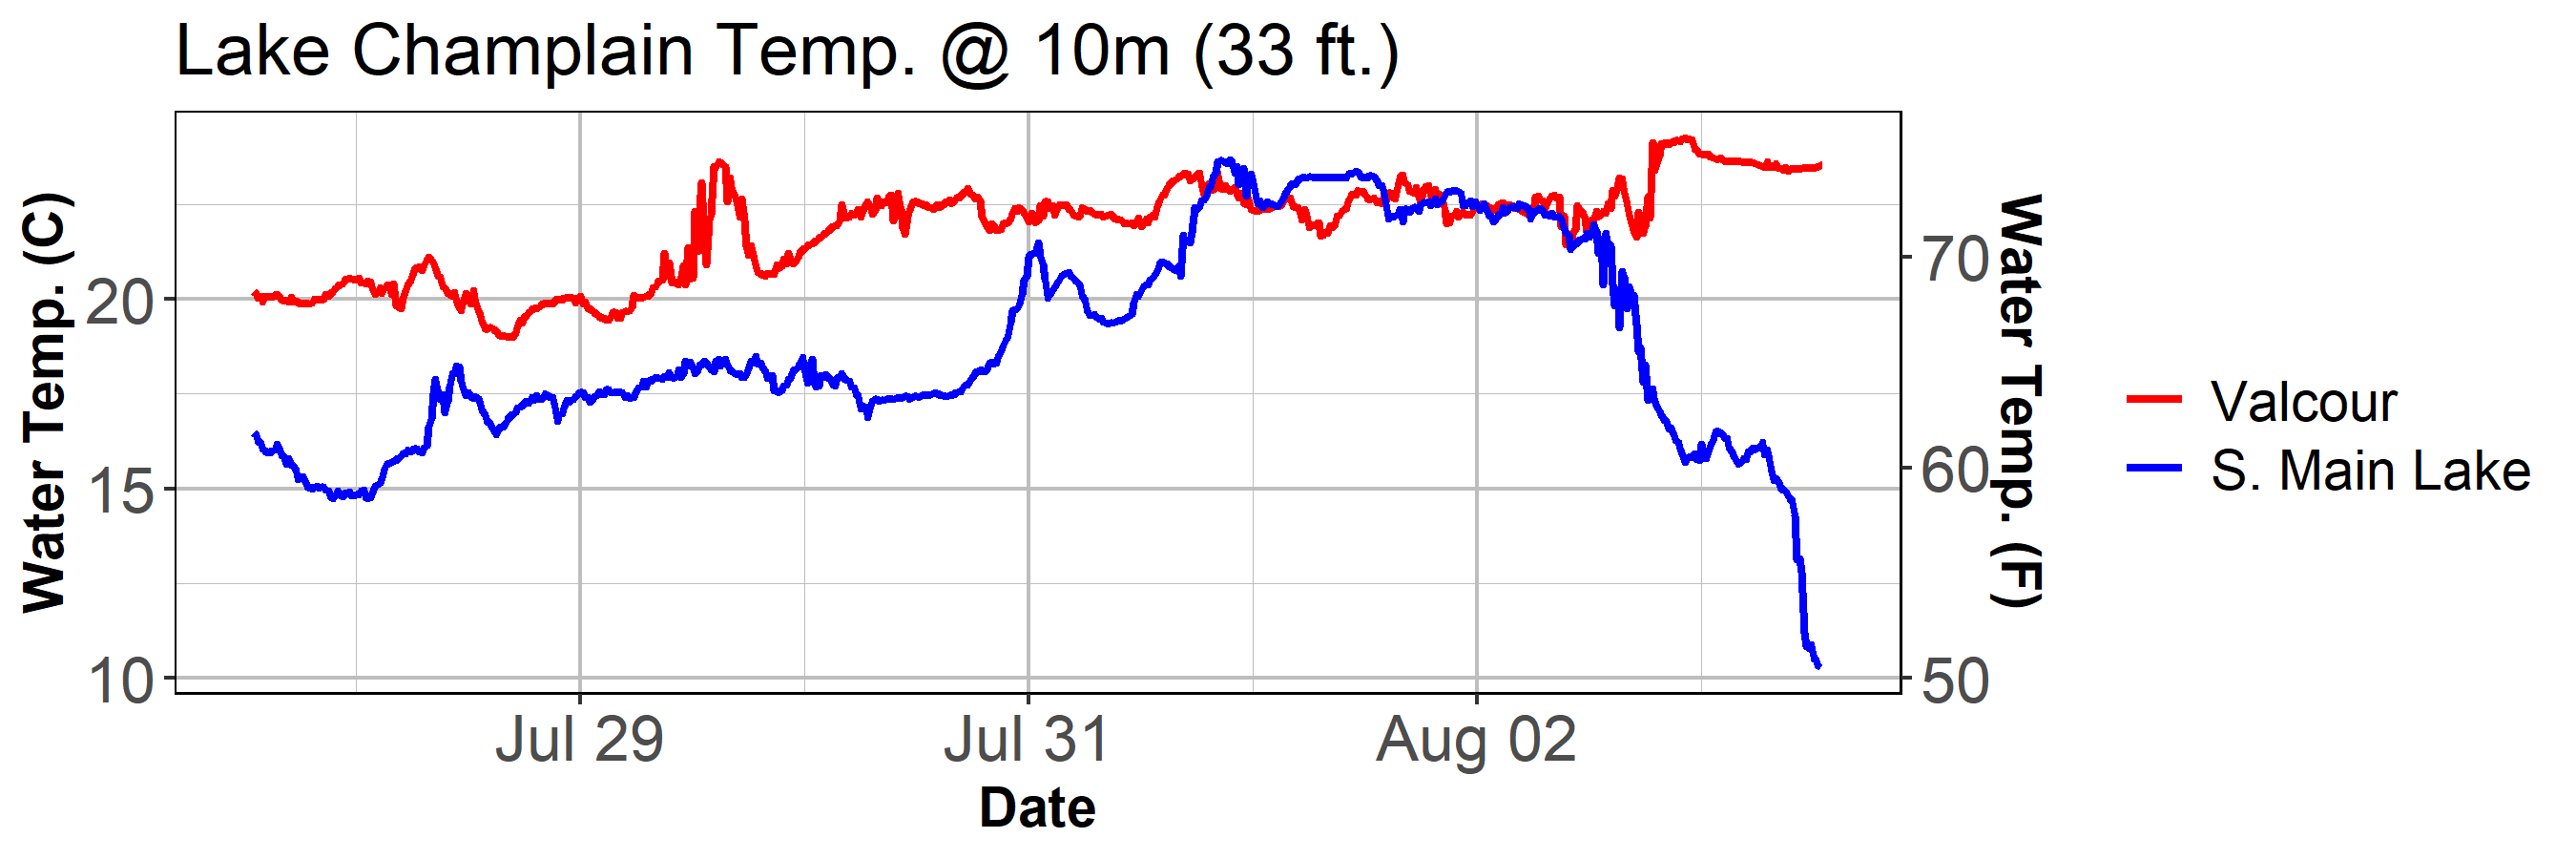 Lake Champlain Temp. @ 10m (33 ft.)
Water Temp. (C)
20
15
10
70
60
50
Water Temp. (F)
Jul 29
Jul 31
Aug 02
Date
Valcour
S. Main Lake